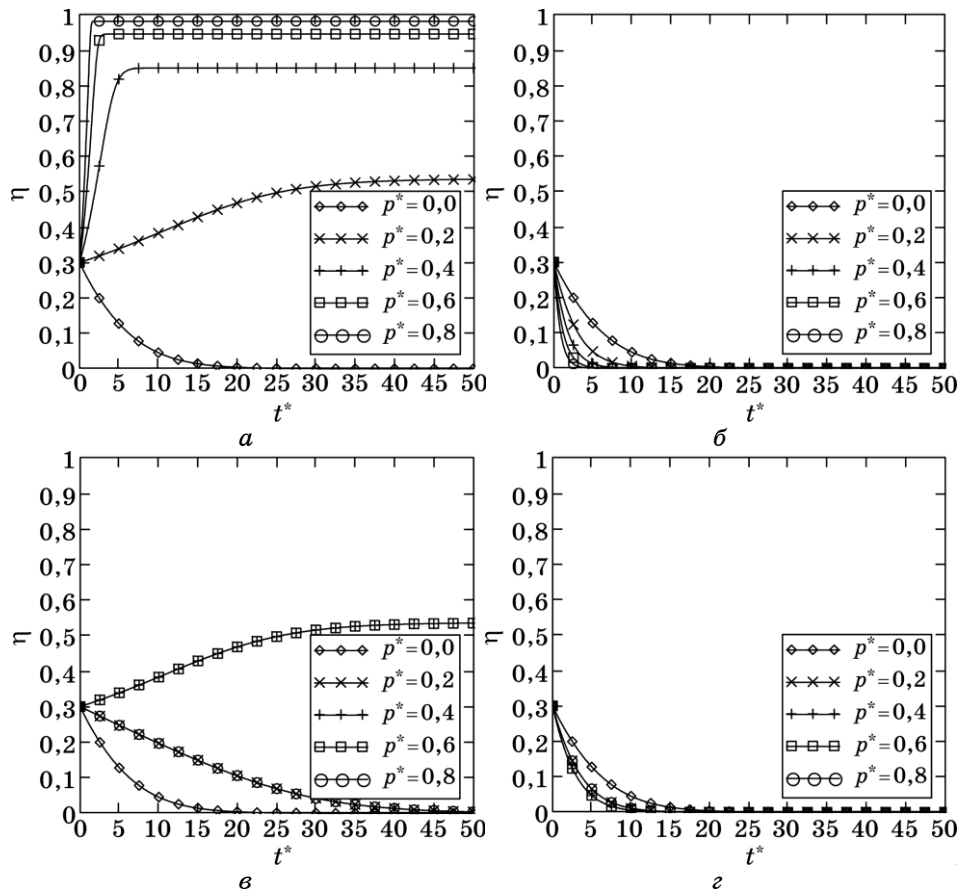 1
0,9
0,8
0,7
0,6
0,5
0,4
0,3
0,2
0,1
0
η
p* = 0,0
p* = 0,2
p* = 0,4
p* = 0,6
p* = 0,8
0 5 10 15 20 25 30 35 40 45 50
t*
а
1
0,9
0,8
0,7
0,6
0,5
0,4
0,3
0,2
0,1
0
η
p* = 0,0
p* = 0,2
p* = 0,4
p* = 0,6
p* = 0,8
0 5 10 15 20 25 30 35 40 45 50
t*
б
1
0,9
0,8
0,7
0,6
0,5
0,4
0,3
0,2
0,1
0
η
p* = 0,0
p* = 0,2
p* = 0,4
p* = 0,6
p* = 0,8
0 5 10 15 20 25 30 35 40 45 50
t*
в
1
0,9
0,8
0,7
0,6
0,5
0,4
0,3
0,2
0,1
0
η
p* = 0,0
p* = 0,2
p* = 0,4
p* = 0,6
p* = 0,8
0 5 10 15 20 25 30 35 40 45 50
t*
г